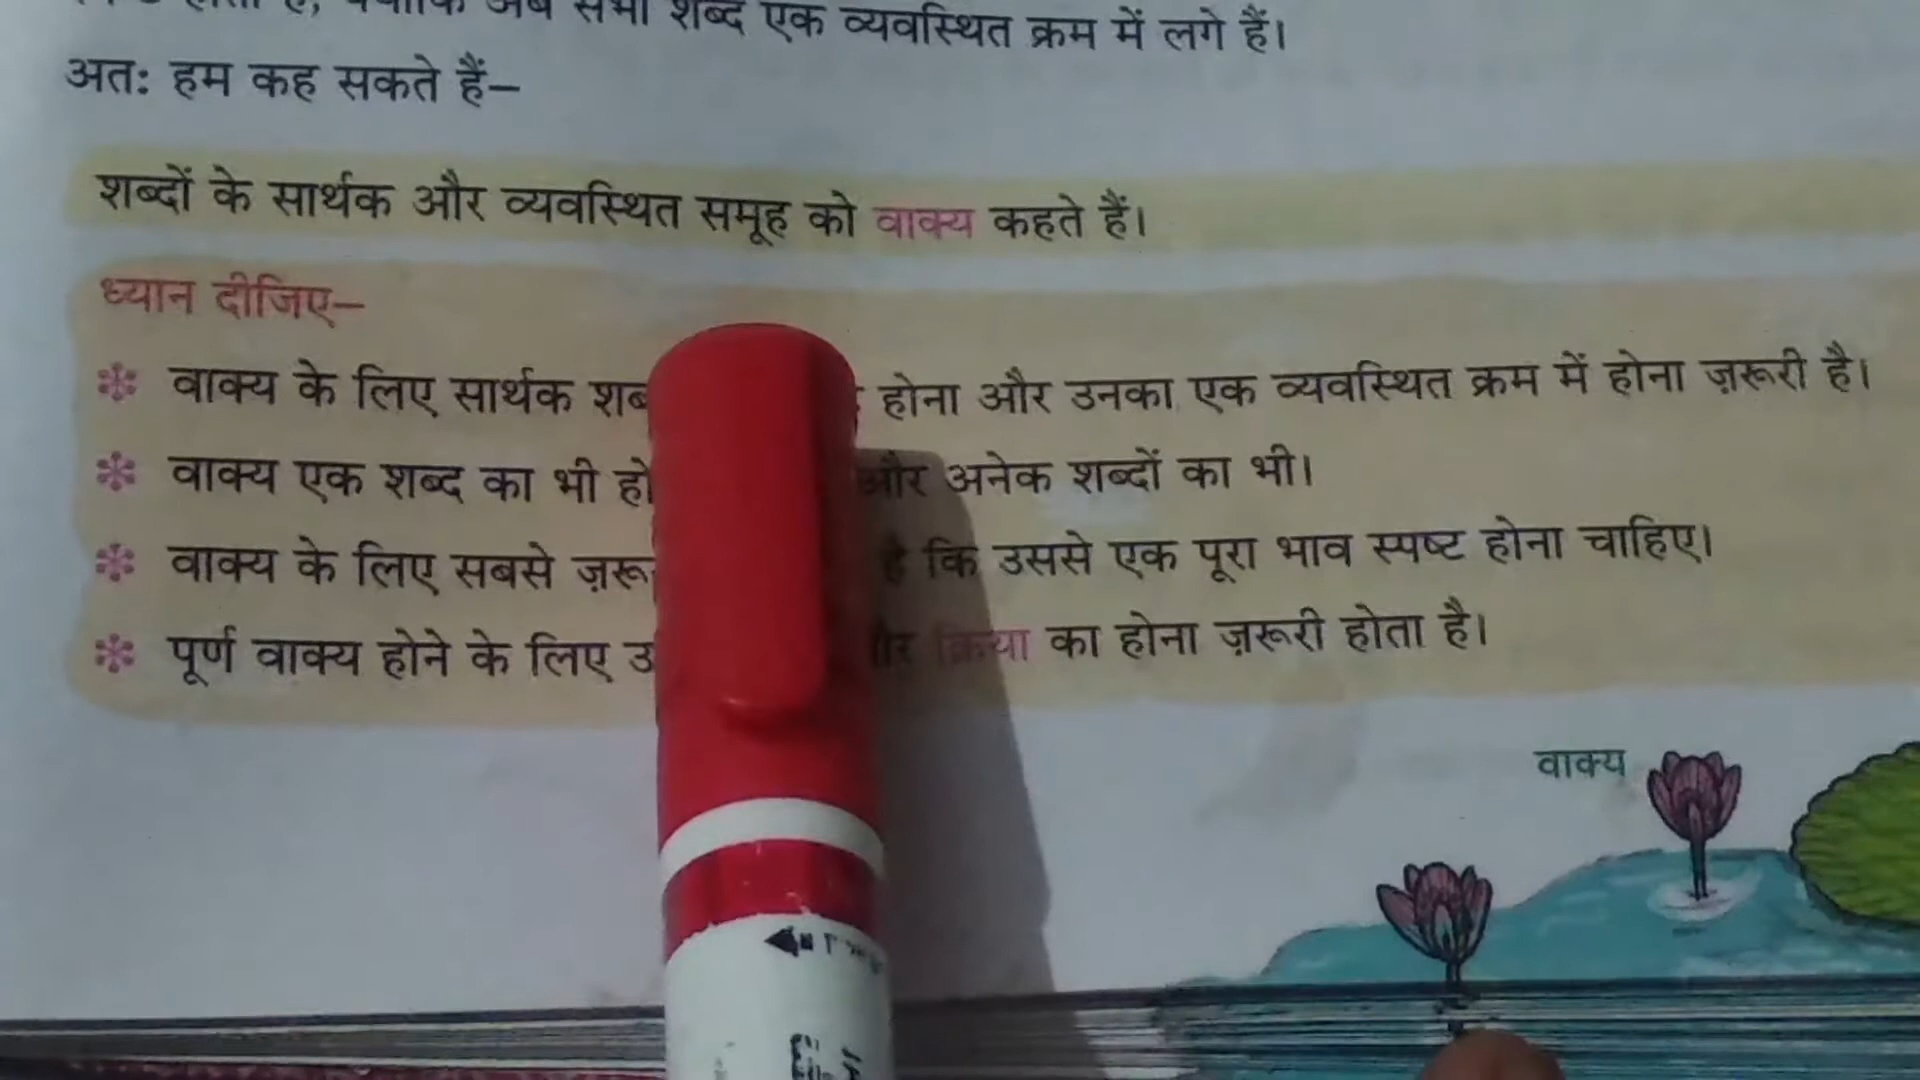 शब्द एक व्यवस्थित क्रम में लगे हैं।
अतः हम कह सकते हैं–
शब्दों के सार्थक और व्यवस्थित समूह को वाक्य कहते हैं।
ध्यान दीजिए–
वाक्य के लिए सार्थक होना और उनका एक व्यवस्थित क्रम में होना ज़रूरी है।
वाक्य एक शब्द का भी और अनेक शब्दों का भी।
वाक्य के लिए सबसे कि उससे एक पूरा भाव स्पष्ट होना चाहिए।
पूर्ण वाक्य होने के लिए क्रिया का होना ज़रूरी होता है।
वाक्य